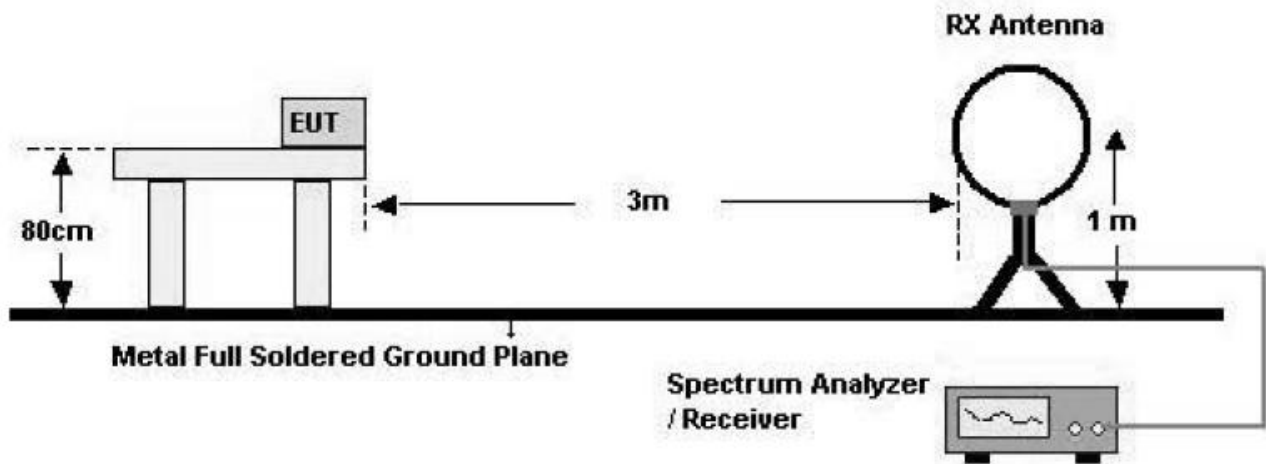 RX Antenna
EUT
80cm
3m
1 m
Metal Full Soldered Ground Plane
Spectrum Analyzer
/ Receiver